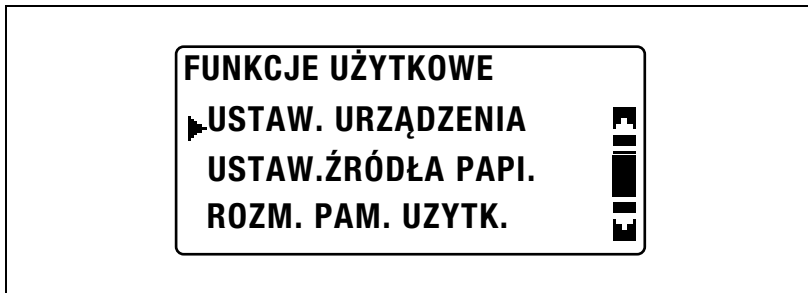 FUNKCJE UŻYTKOWE
USTAW. URZĄDZENIA
USTAW.ŹRÓDŁA PAPI.
ROZM. PAM. UZYTK.